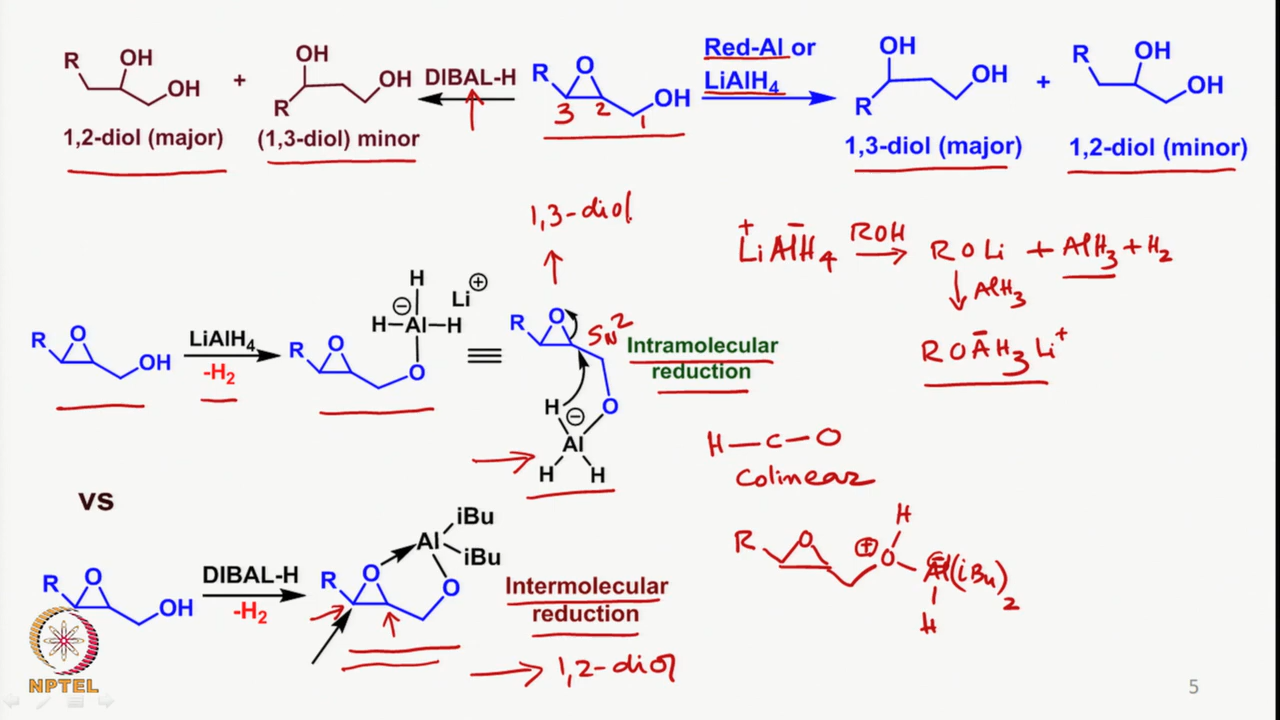 R OH OH + OH OH R DIBAL-H R O OH 3 2 1 Red-Al or LiAlH4 OH OH R + R OH OH
1,2-diol (major) (1,3-diol) minor 1,3-diol (major) 1,2-diol (minor)
1,3-diol
+ - LiAlH4 ROH ROLi + AlH3 + H2
AlH3
ROAlH3 Li+
R O OH LiAlH4 -H2 R O O H H-Al-H ⊖ Li⊕ R O SN2 O H ⊖ Al H H
Intramolecular
reduction
H—C—O
Colinear
vs
R O OH DIBAL-H -H2 R O Al iBu iBu O
Intermolecular
reduction
1,2-diol
R O ⊕ O H Al(iBu)2 H
NPTEL
5